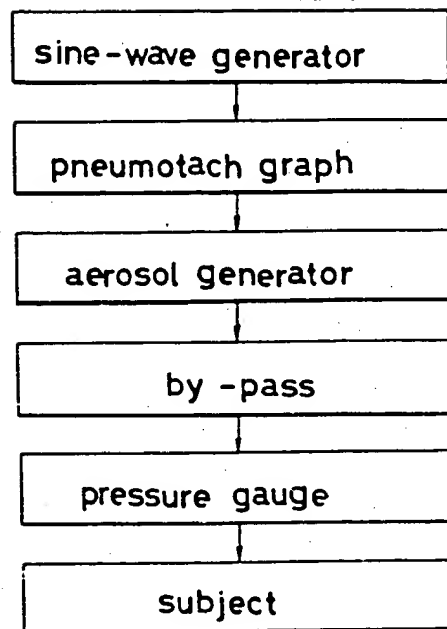 sine-wave generator
pneumotach graph
aerosol generator
by-pass
pressure gauge
subject